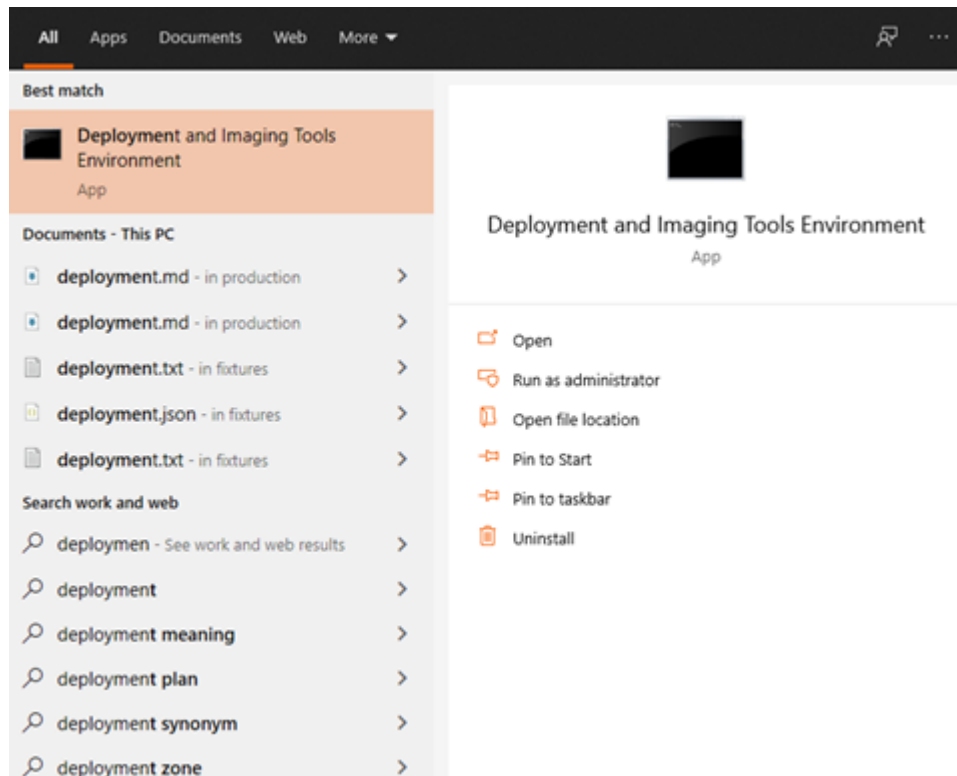 All Apps Documents Web More
Best match
Deployment and Imaging Tools
Environment
App
Documents - This PC
deployment.md - in production
deployment.md - in production
deployment.txt - in fixtures
deployment.json - in fixtures
deployment.txt - in fixtures
Search work and web
deploymen - See work and web results
deployment
deployment meaning
deployment plan
deployment synonym
deployment zone
Deployment and Imaging Tools Environment
App
Open
Run as administrator
Open file location
Pin to Start
Pin to taskbar
Uninstall